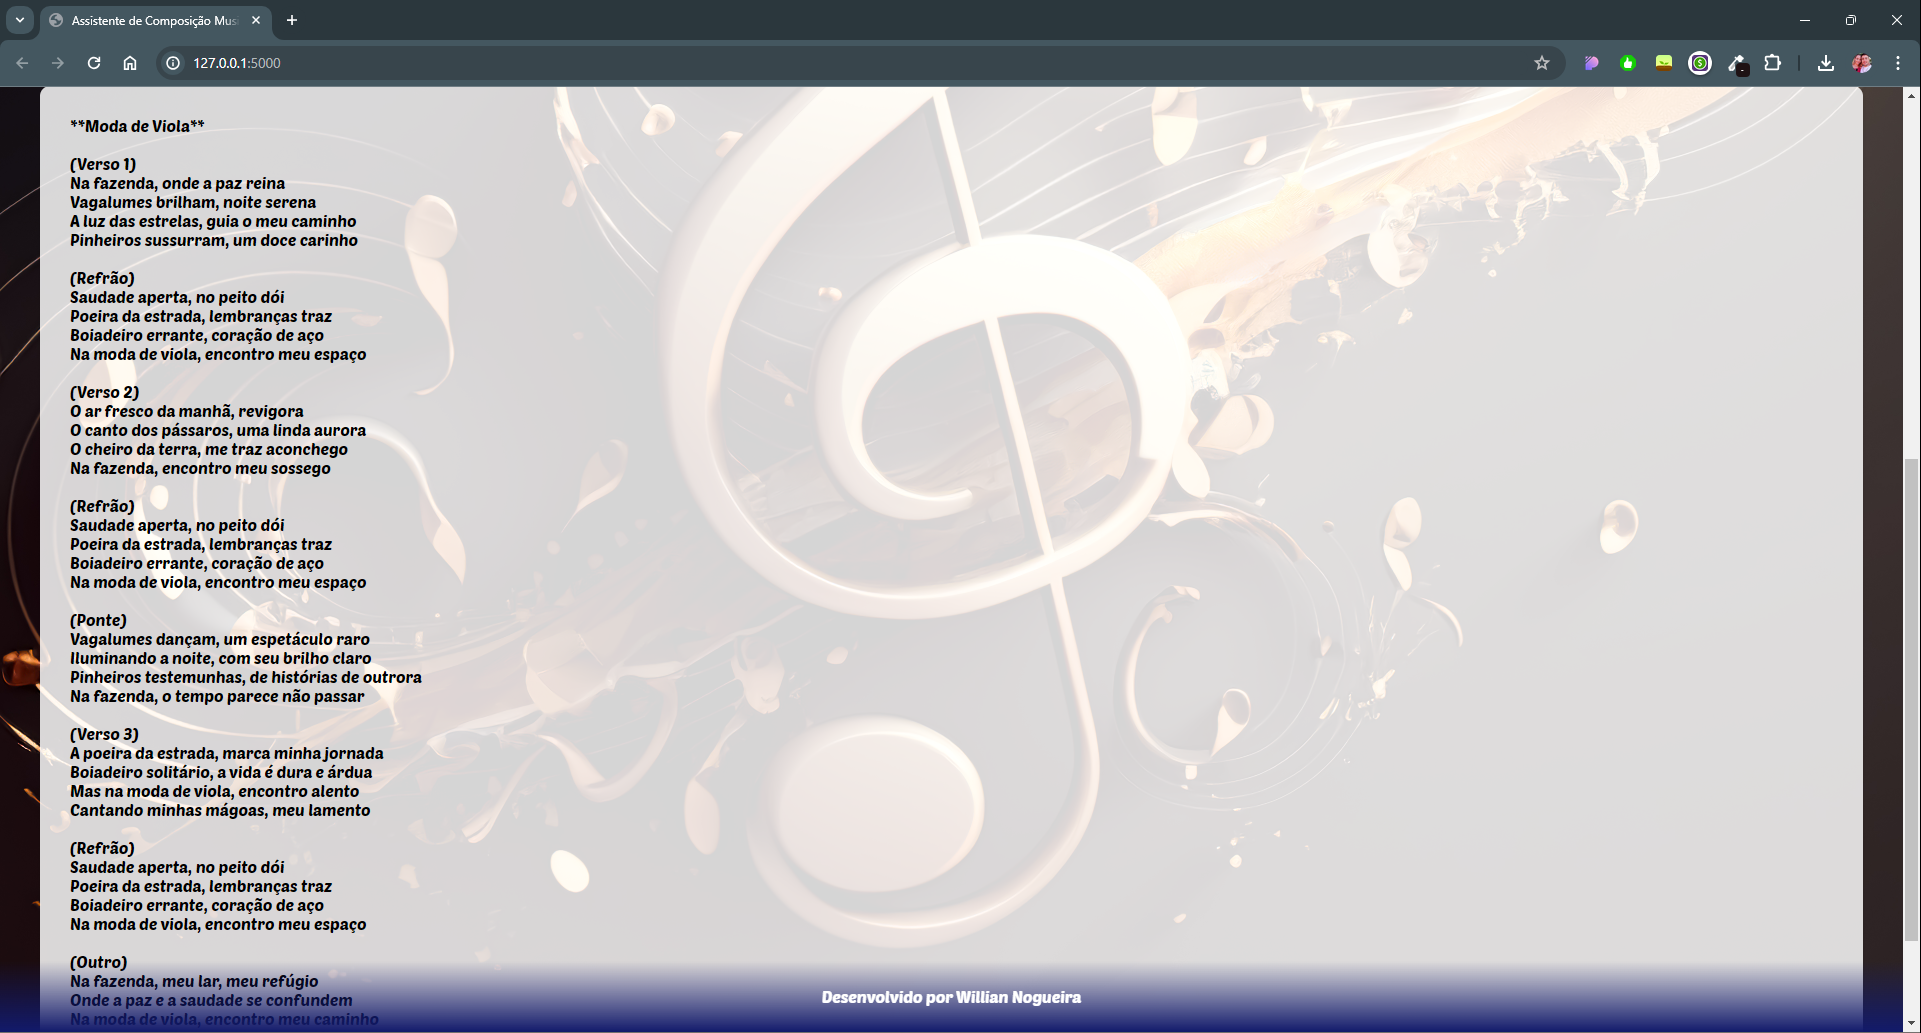 Assistente de Composição Mus
127.0.0.1:5000
**Moda de Viola**
(Verso 1)
Na fazenda, onde a paz reina
Vagalumes brilham, noite serena
A luz das estrelas, guia o meu caminho
Pinheiros sussurram, um doce carinho
(Refrão)
Saudade aperta, no peito dói
Poeira da estrada, lembranças traz
Boiadeiro errante, coração de aço
Na moda de viola, encontro meu espaço
(Verso 2)
O ar fresco da manhã, revigora
O canto dos pássaros, uma linda aurora
O cheiro da terra, me traz aconchego
Na fazenda, encontro meu sossego
(Refrão)
Saudade aperta, no peito dói
Poeira da estrada, lembranças traz
Boiadeiro errante, coração de aço
Na moda de viola, encontro meu espaço
(Ponte)
Vagalumes dançam, um espetáculo raro
Iluminando a noite, com seu brilho claro
Pinheiros testemunhas, de histórias de outrora
Na fazenda, o tempo parece não passar
(Verso 3)
A poeira da estrada, marca minha jornada
Boiadeiro solitário, a vida é dura e árdua
Mas na moda de viola, encontro alento
Cantando minhas mágoas, meu lamento
(Refrão)
Saudade aperta, no peito dói
Poeira da estrada, lembranças traz
Boiadeiro errante, coração de aço
Na moda de viola, encontro meu espaço
(Outro)
Na fazenda, meu lar, meu refúgio
Onde a paz e a saudade se confundem
Na moda de viola, encontro meu caminho
Desenvolvido por Willian Nogueira